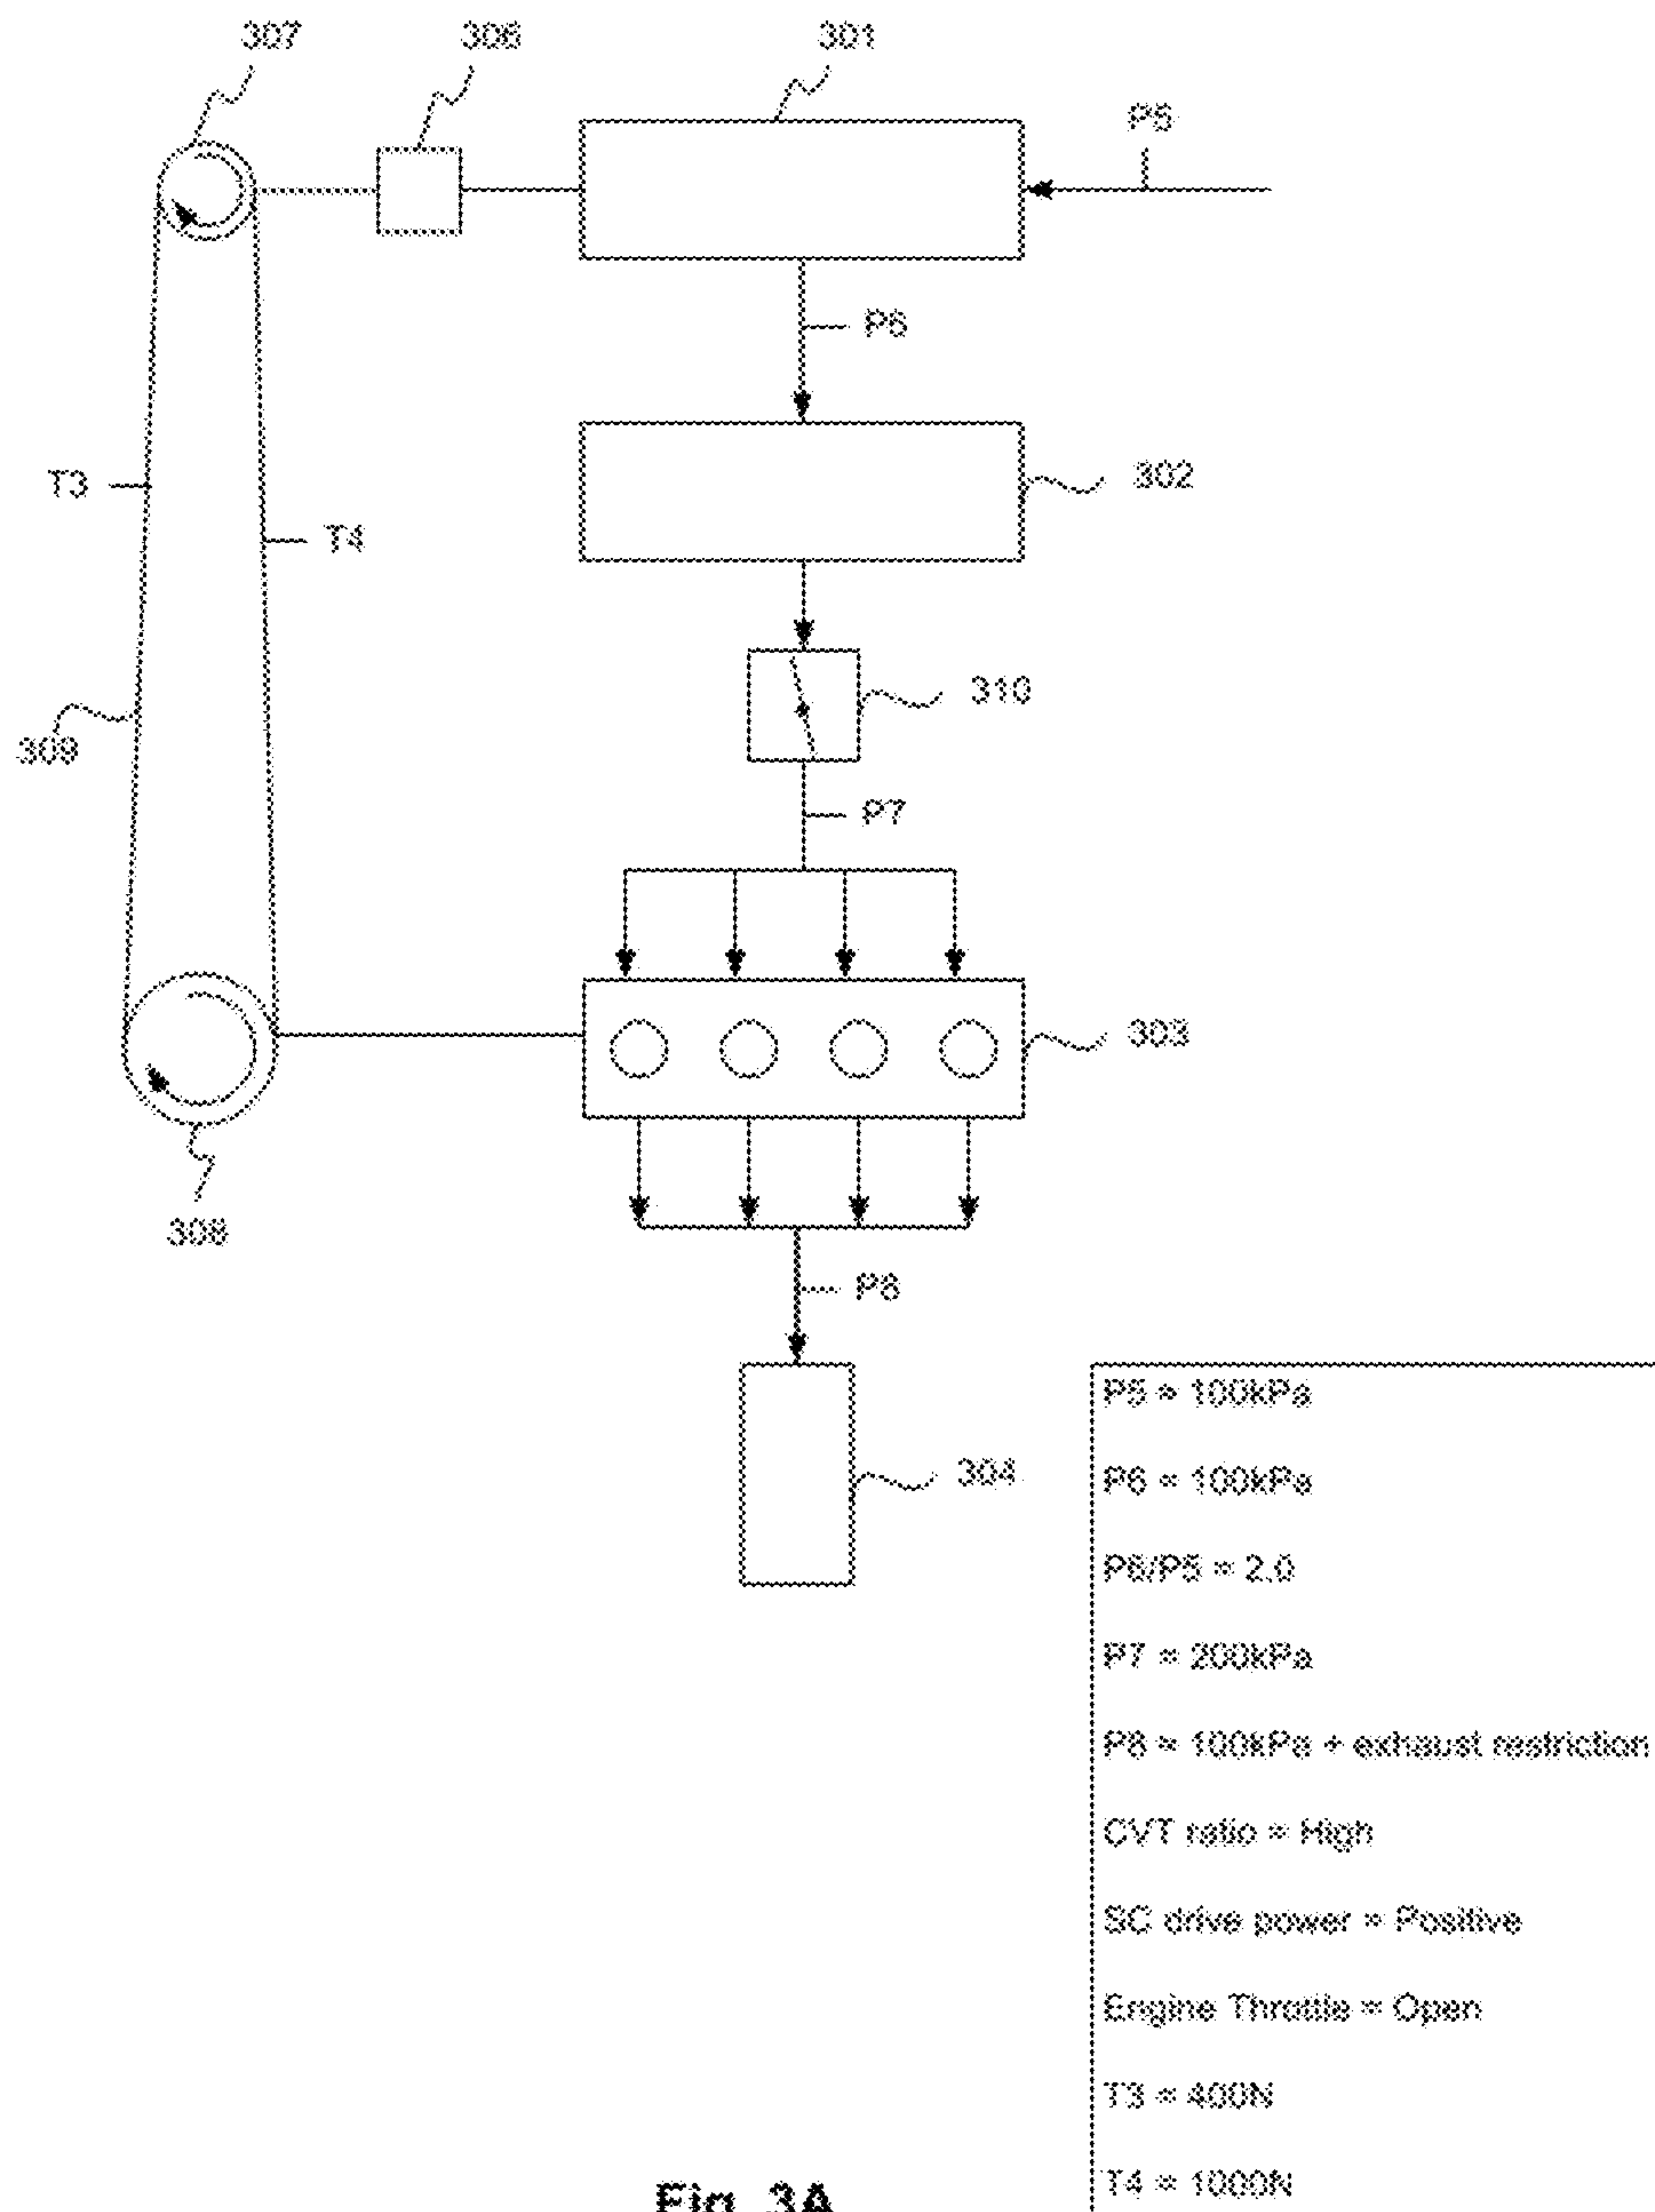 307 306 301
P5
P6
302
T3
T4
310
309
P7
303
308
P8
304
P5 = 100kPa
P6 = 100kPa
P6/P5 = 2.0
P7 = 200kPa
P8 = 100kPa + exhaust restriction
CVT ratio = High
SC drive power = Positive
Engine Throttle = Open
T3 = 400N
T4 = 1000N
Fig. 3A